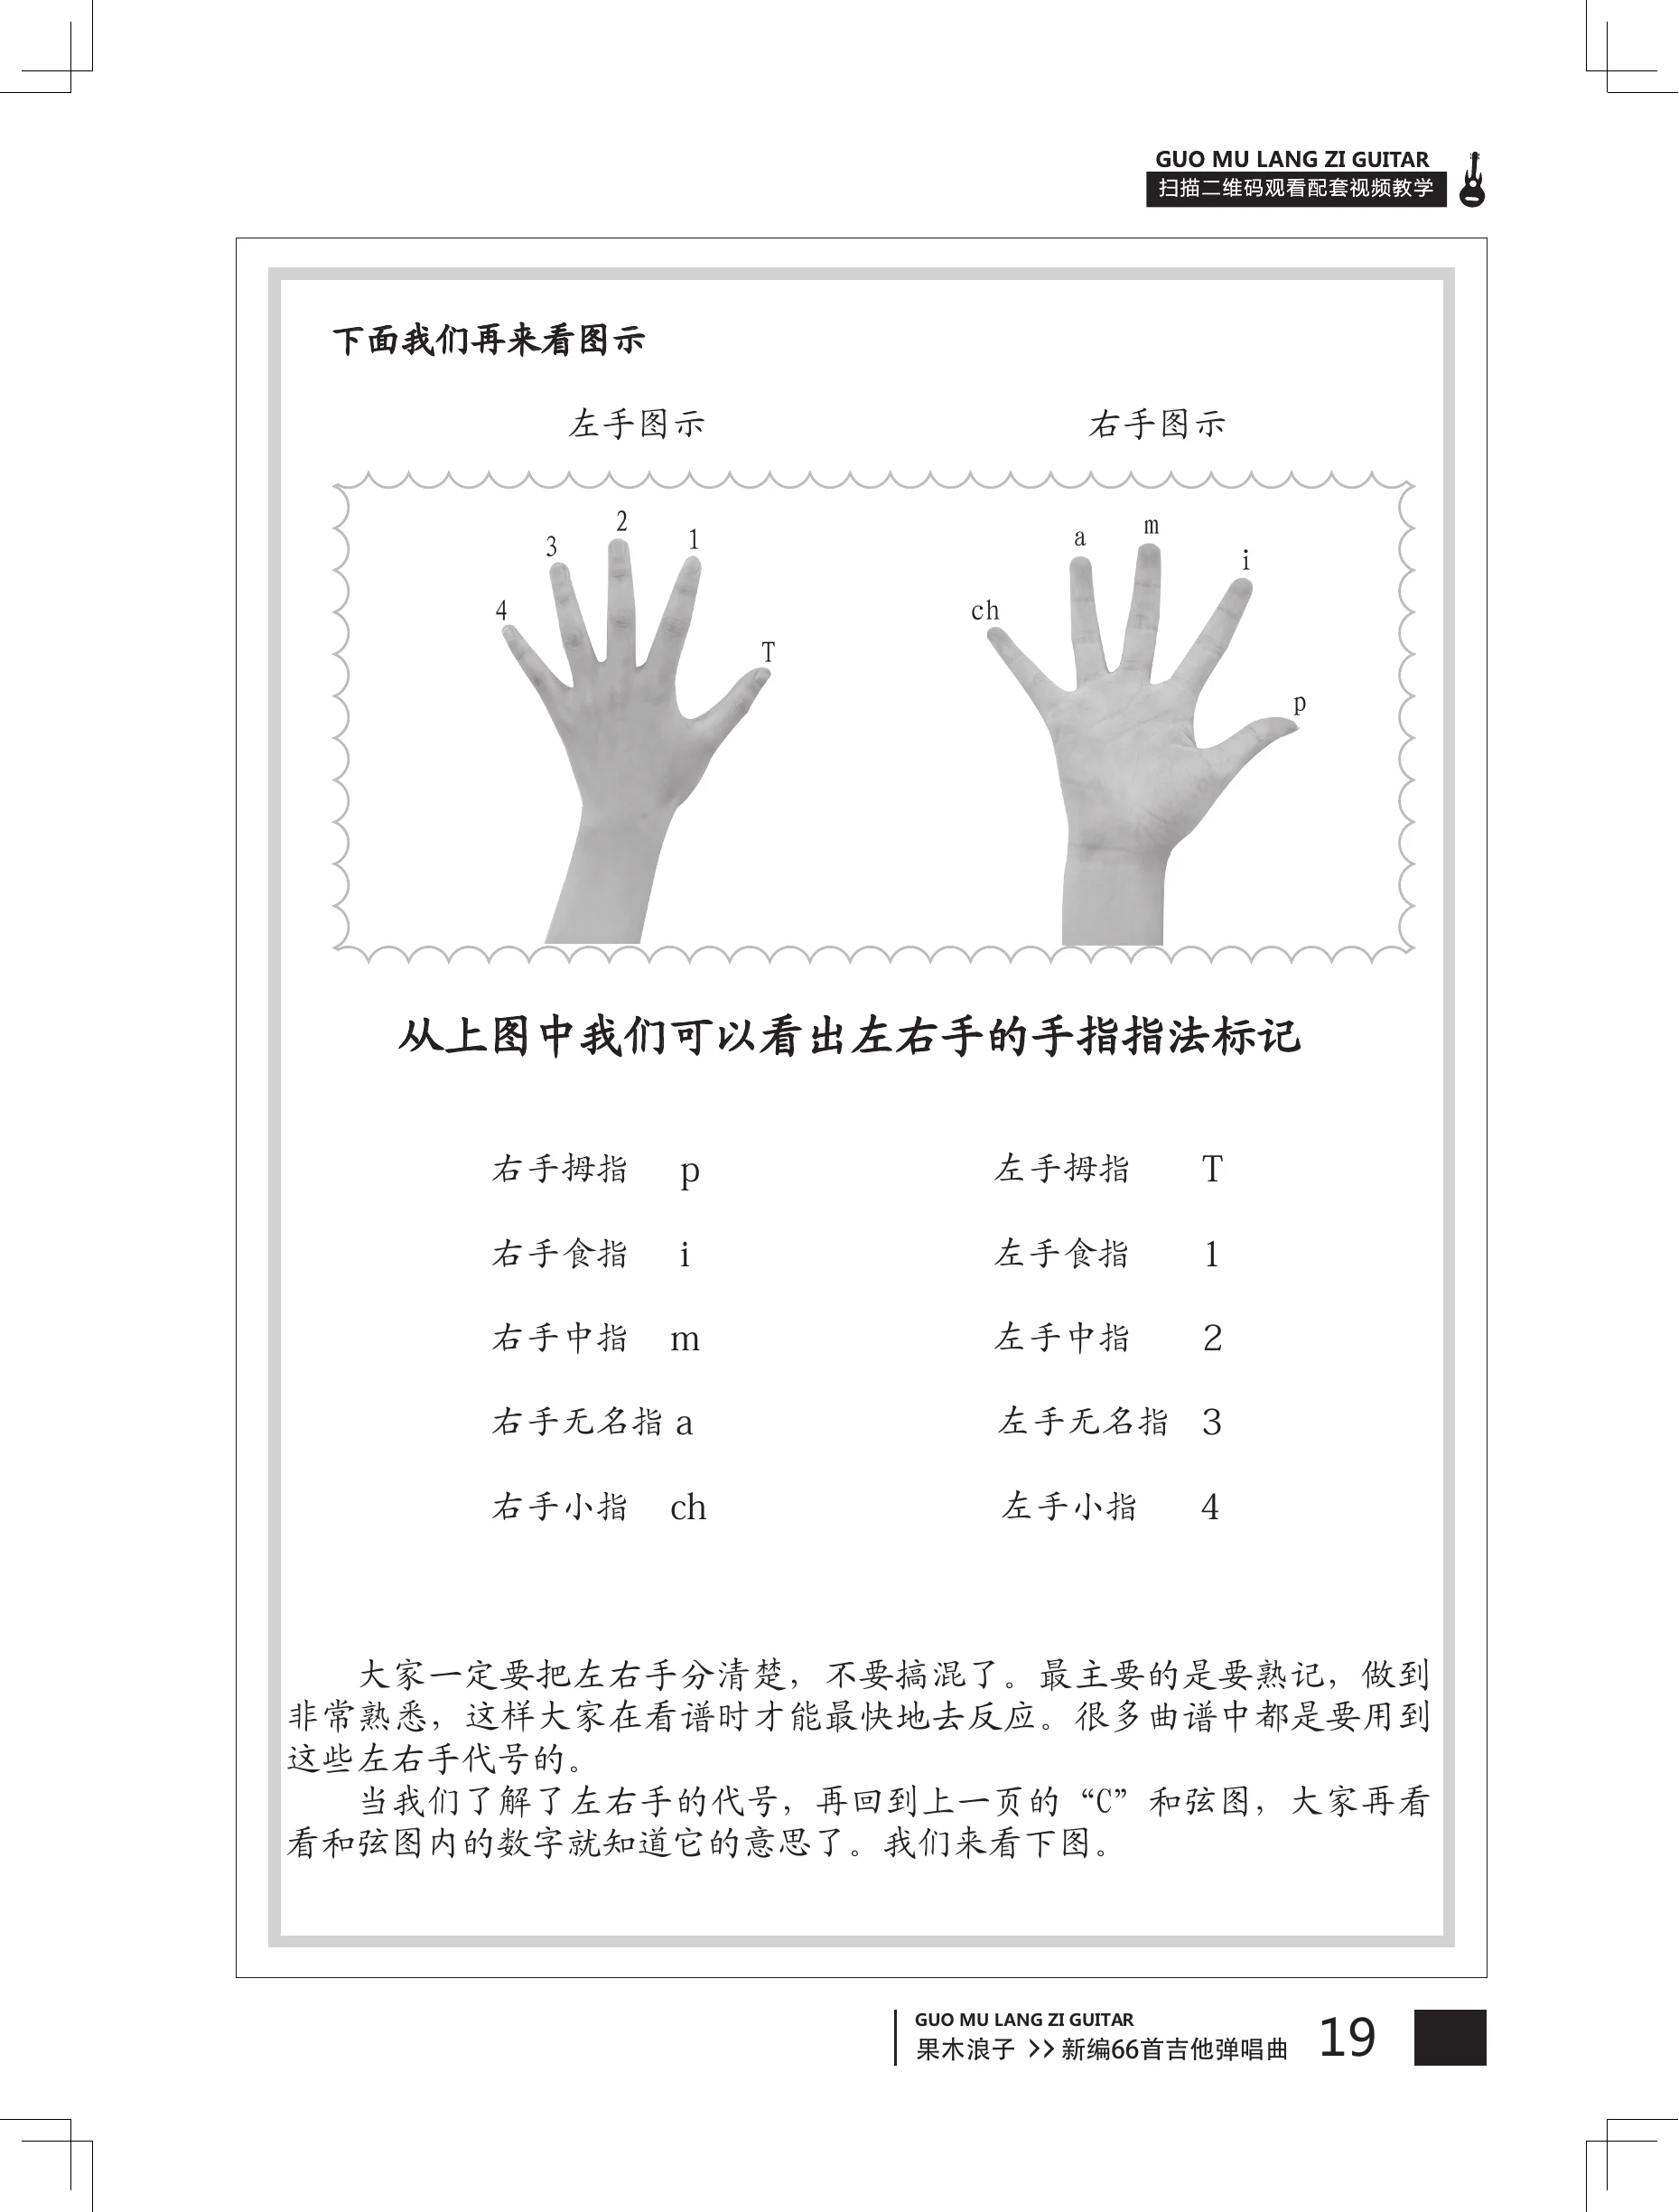 GUO MU LANG ZI GUITAR
扫描二维码观看配套视频教学
下面我们再来看图示
左手图示 右手图示
2 m
3 1 a i
4 ch
T
p
从上图中我们可以看出左右手的手指指法标记
右手拇指 p 左手拇指 T
右手食指 i 左手食指 1
右手中指 m 左手中指 2
右手无名指 a 左手无名指 3
右手小指 ch 左手小指 4
大家一定要把左右手分清楚，不要搞混了。最主要的是要熟记，做到
非常熟悉，这样大家在看谱时才能最快地去反应。很多曲谱中都是要用到
这些左右手代号的。
当我们了解了左右手的代号，再回到上一页的“C”和弦图，大家再看
看和弦图内的数字就知道它的意思了。我们来看下图。
GUO MU LANG ZI GUITAR
果木浪子 >> 新编66首吉他弹唱曲 19